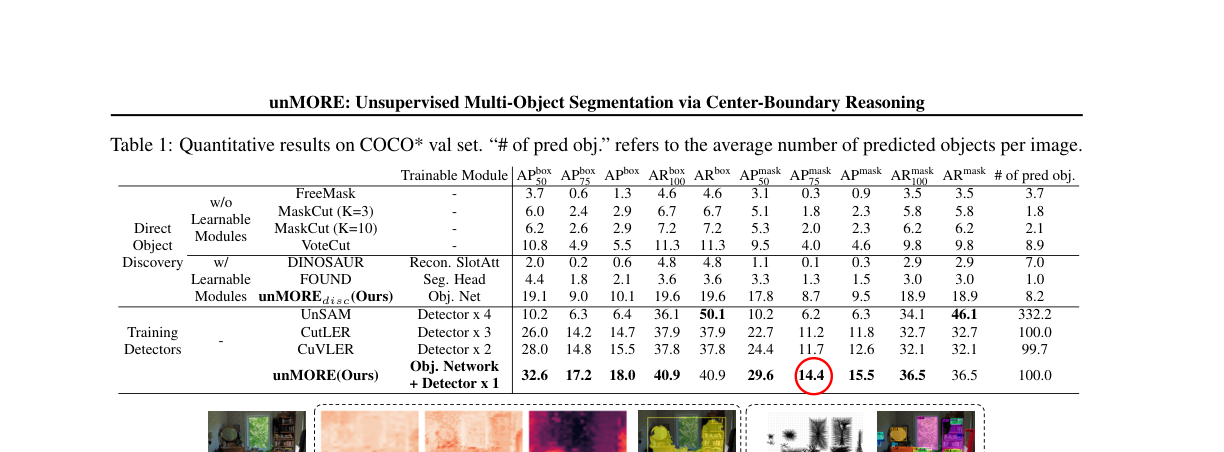 unMORE: Unsupervised Multi-Object Segmentation via Center-Boundary Reasoning
Table 1: Quantitative results on COCO* val set. “# of pred obj.” refers to the average number of predicted objects per image.
Trainable Module AP50box AP75box APbox AR100box ARbox AP50mask AP75mask APmask AR100mask ARmask # of pred obj.
Direct Object Discovery
w/o Learnable Modules
FreeMask - 3.7 0.6 1.3 4.6 4.6 3.1 0.3 0.9 3.5 3.5 3.7
MaskCut (K=3) - 6.0 2.4 2.9 6.7 6.7 5.1 1.8 2.3 5.8 5.8 1.8
MaskCut (K=10) - 6.2 2.6 2.9 7.2 7.2 5.3 2.0 2.3 6.2 6.2 2.1
VoteCut - 10.8 4.9 5.5 11.3 11.3 9.5 4.0 4.6 9.8 9.8 8.9
w/ Learnable Modules
DINOSAUR Recon. SlotAtt 2.0 0.2 0.6 4.8 4.8 1.1 0.1 0.3 2.9 2.9 7.0
FOUND Seg. Head 4.4 1.8 2.1 3.6 3.6 3.3 1.3 1.5 3.0 3.0 1.0
unMOREdisc(Ours) Obj. Net 19.1 9.0 10.1 19.6 19.6 17.8 8.7 9.5 18.9 18.9 8.2
Training Detectors
-
UnSAM Detector x 4 10.2 6.3 6.4 36.1 50.1 10.2 6.2 6.3 34.1 46.1 332.2
CutLER Detector x 3 26.0 14.2 14.7 37.9 37.9 22.7 11.2 11.8 32.7 32.7 100.0
CuVLER Detector x 2 28.0 14.8 15.5 37.8 37.8 24.4 11.7 12.6 32.1 32.1 99.7
unMORE(Ours) Obj. Network + Detector x 1 32.6 17.2 18.0 40.9 40.9 29.6 14.4 15.5 36.5 36.5 100.0